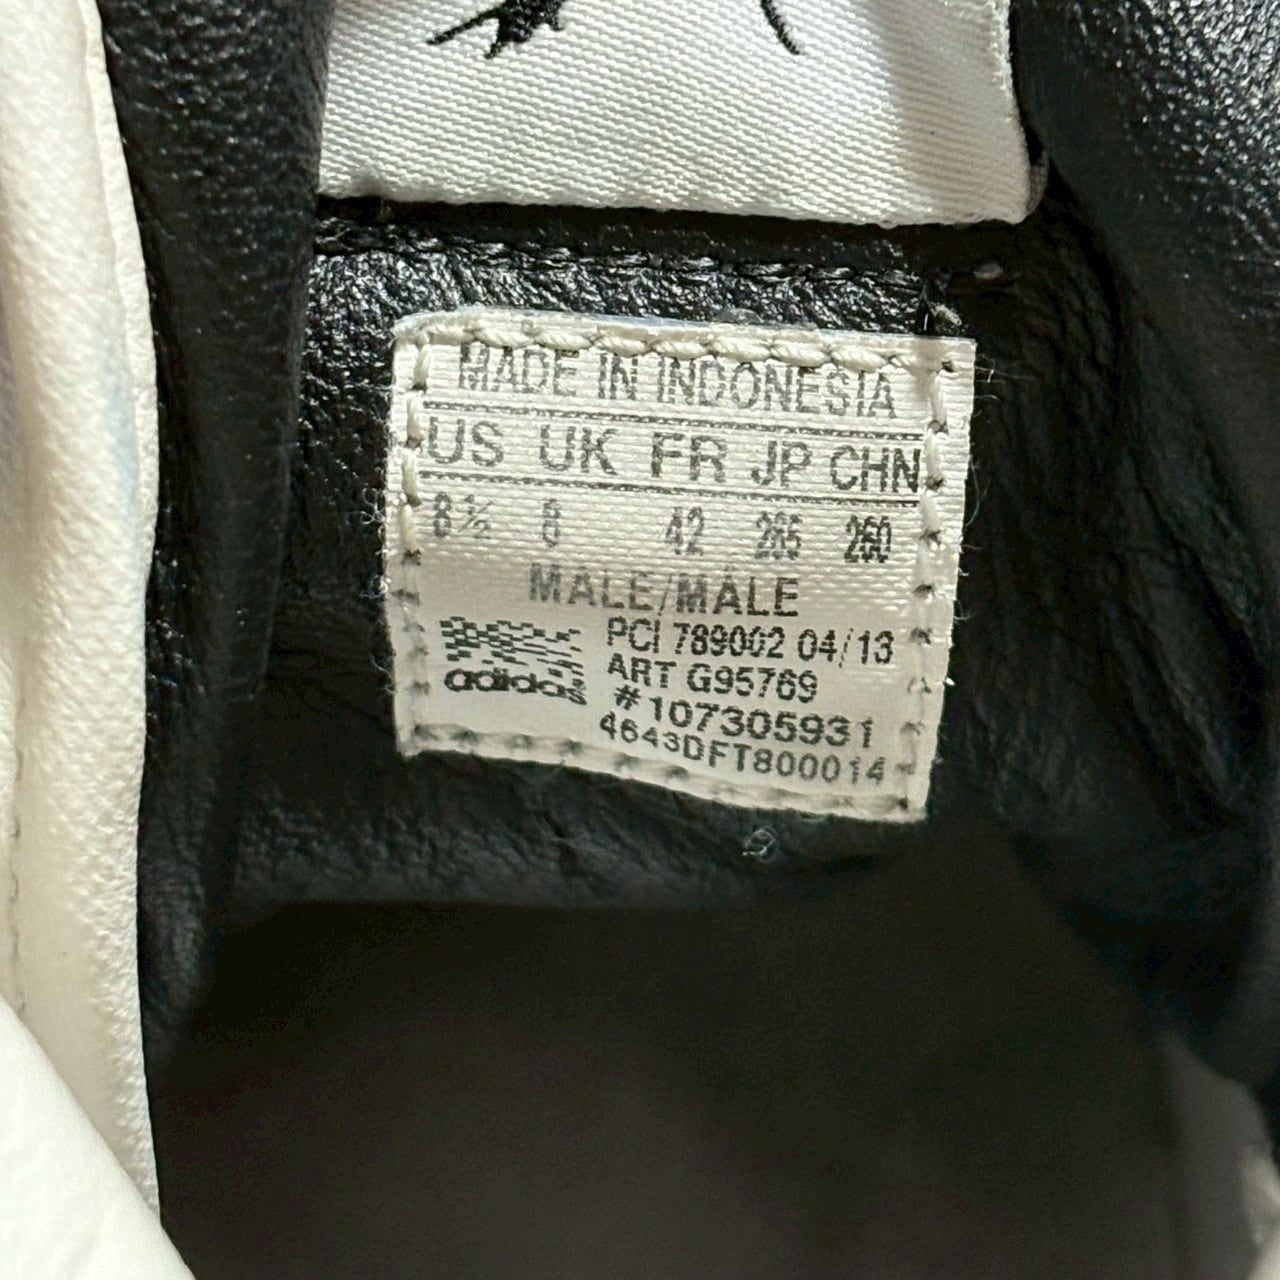 MADE IN INDONESIA
US UK FR JP CHN
8½ 8 42 265 260
MALE/MÂLE
PCI 789002 04/13
ART G95769
#107305931
adidas
4643DFT800014